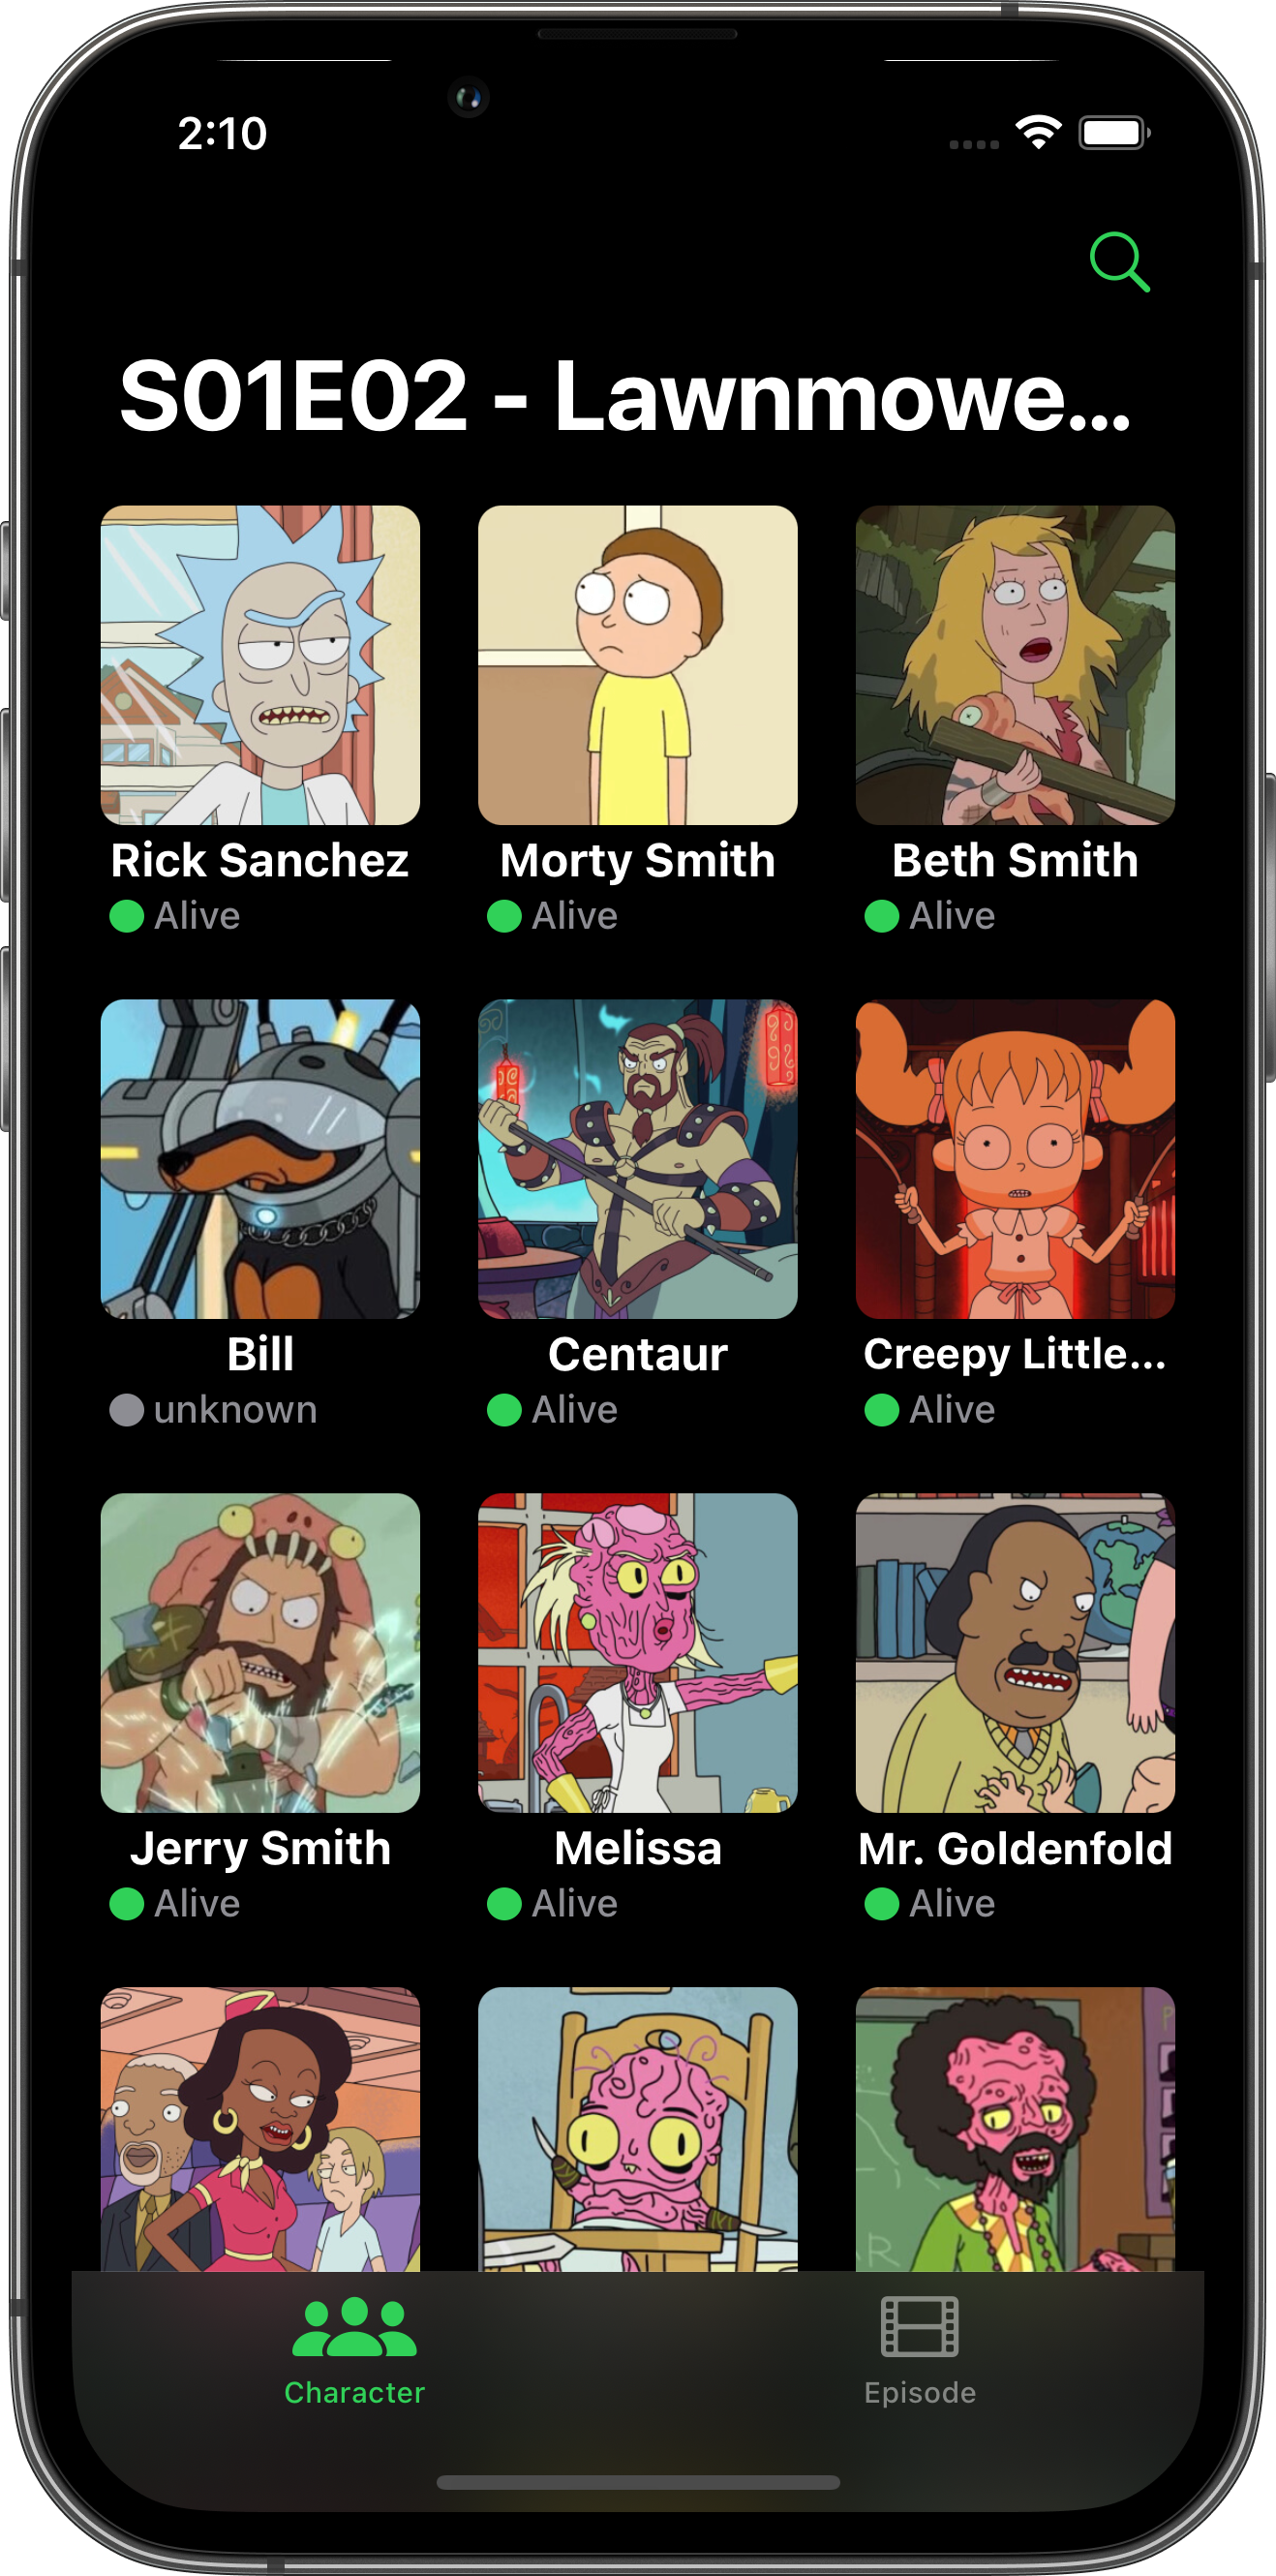 2:10
S01E02 - Lawnmowe...
Rick Sanchez
Morty Smith
Beth Smith
Alive
Alive
Alive
Bill
Centaur
Creepy Little...
unknown
Alive
Alive
Jerry Smith
Melissa
Mr. Goldenfold
Alive
Alive
Alive
Character
Episode